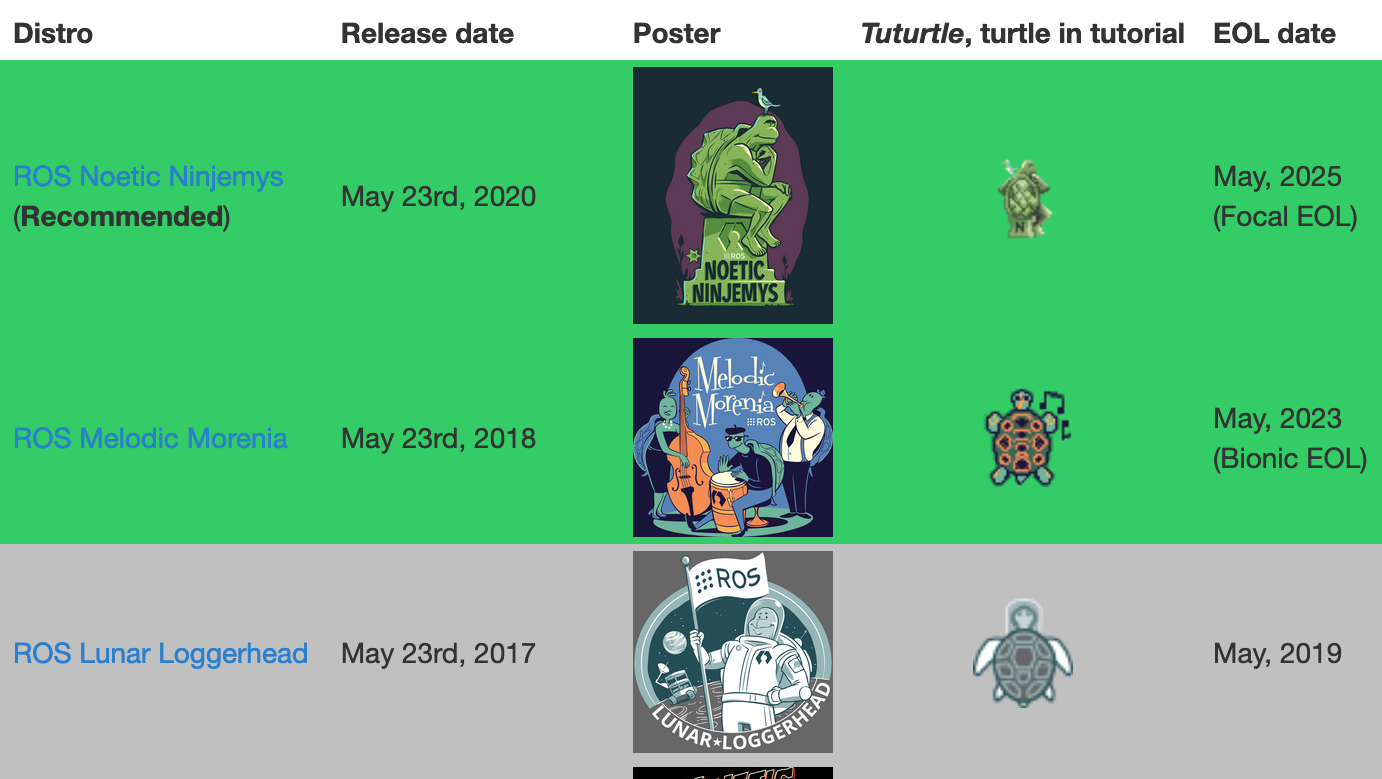 Distro Release date Poster Tuturtle, turtle in tutorial EOL date
ROS Noetic Ninjemys
(Recommended)
May 23rd, 2020
ROS
NOETIC
NINJEMYS
N
May, 2025
(Focal EOL)
ROS Melodic Morenia
May 23rd, 2018
Melodic
Morenia
ROS
May, 2023
(Bionic EOL)
ROS Lunar Loggerhead
May 23rd, 2017
ROS
LUNAR★LOGGERHEAD
May, 2019